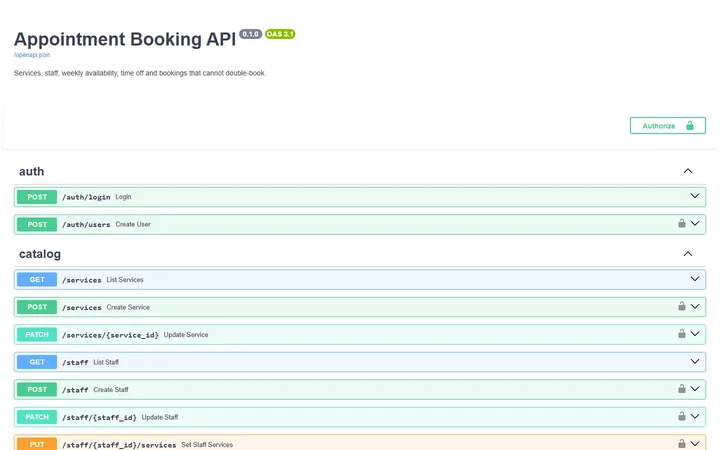 Appointment Booking API 0.1.0 OAS 3.1
/openapi.json
Services, staff, weekly availability, time off and bookings that cannot double-book.
Authorize
auth
POST /auth/login Login
POST /auth/users Create User
catalog
GET /services List Services
POST /services Create Service
PATCH /services/{service_id} Update Service
GET /staff List Staff
POST /staff Create Staff
PATCH /staff/{staff_id} Update Staff
PUT /staff/{staff_id}/services Set Staff Services